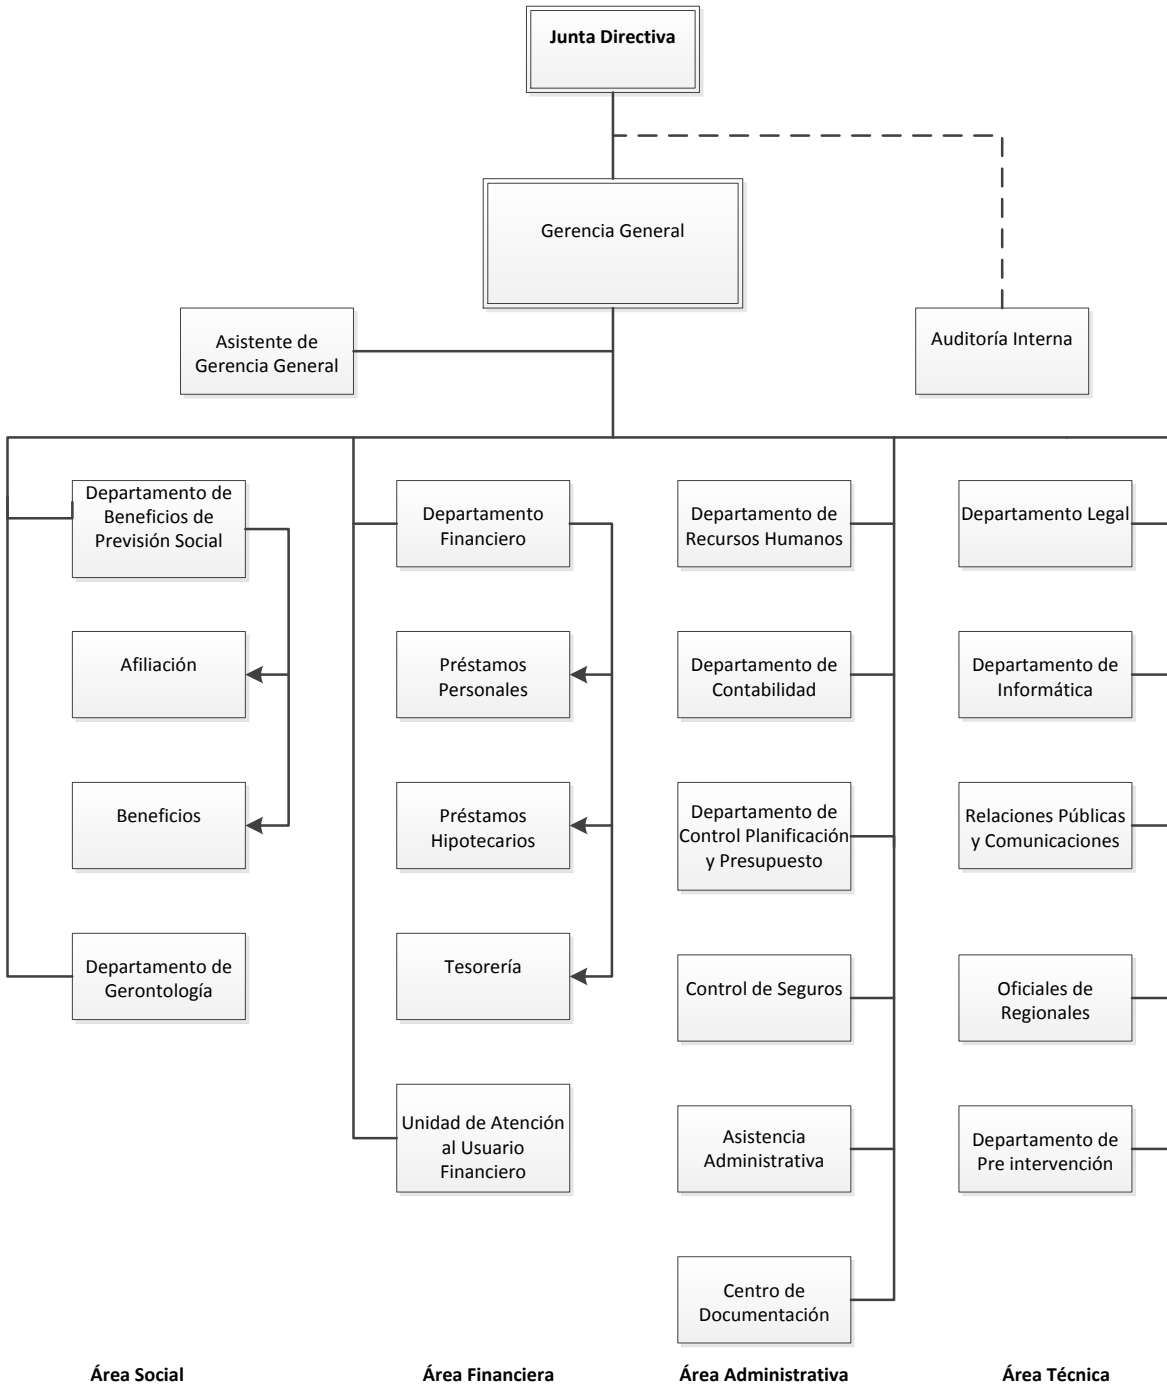 Junta Directiva
Gerencia General
Asistente de
Gerencia General
Auditoría Interna
Departamento de
Beneficios de
Previsión Social
Afiliación
Beneficios
Departamento de
Gerontología
Departamento
Financiero
Préstamos
Personales
Préstamos
Hipotecarios
Tesorería
Unidad de Atención
al Usuario
Financiero
Departamento de
Recursos Humanos
Departamento de
Contabilidad
Departamento de
Control Planificación
y Presupuesto
Control de Seguros
Asistencia
Administrativa
Centro de
Documentación
Departamento Legal
Departamento de
Informática
Relaciones Públicas
y Comunicaciones
Oficiales de
Regionales
Departamento de
Pre intervención
Área Social
Área Financiera
Área Administrativa
Área Técnica